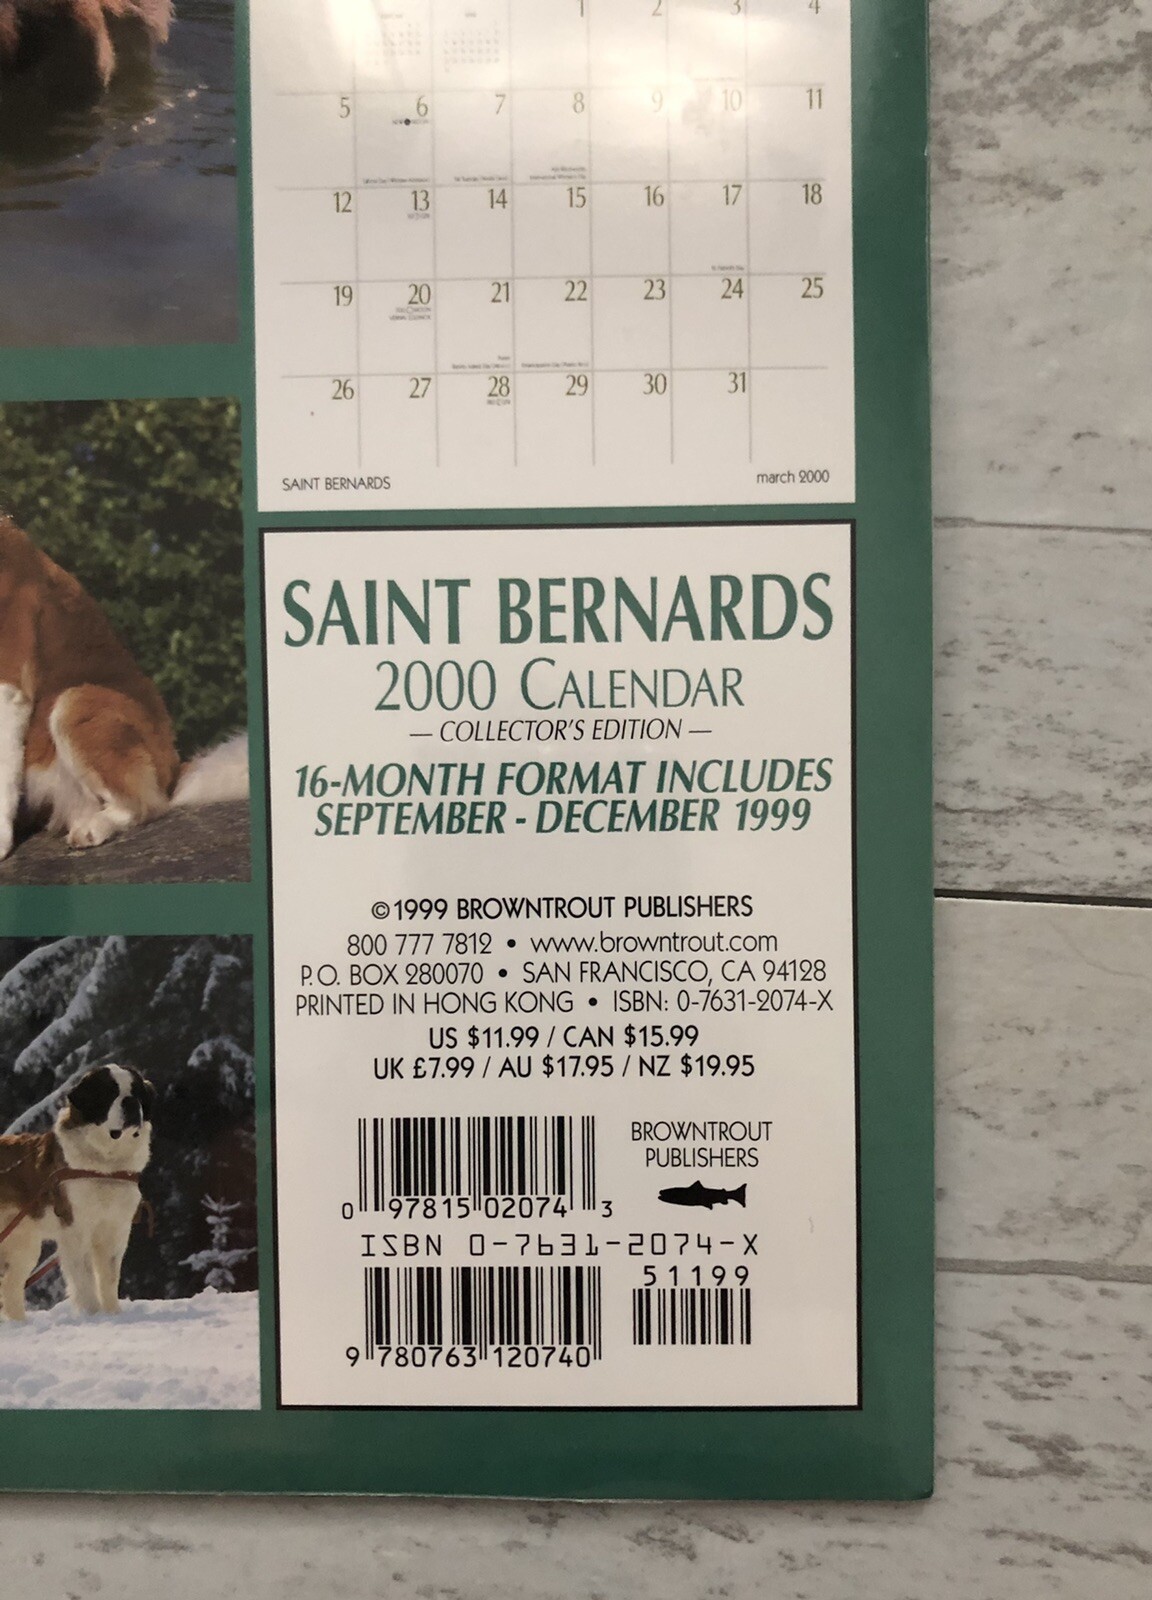 1 2 3 4
5 6 7 8 9 10 11
12 13 14 15 16 17 18
19 20 21 22 23 24 25
26 27 28 29 30 31
SAINT BERNARDS march 2000
SAINT BERNARDS
2000 CALENDAR
— COLLECTOR'S EDITION —
16-MONTH FORMAT INCLUDES
SEPTEMBER - DECEMBER 1999
©1999 BROWNTROUT PUBLISHERS
800 777 7812 • www.browntrout.com
P.O. BOX 280070 • SAN FRANCISCO, CA 94128
PRINTED IN HONG KONG • ISBN: 0-7631-2074-X
US $11.99 / CAN $15.99
UK £7.99 / AU $17.95 / NZ $19.95
BROWNTROUT
PUBLISHERS
0 97815 02074 3
ISBN 0-7631-2074-X
51199
9 780763 120740